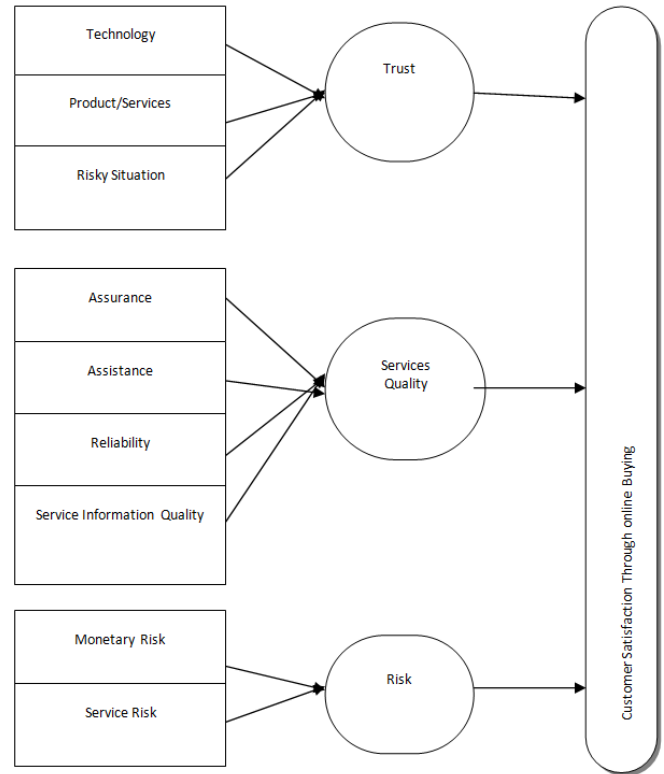 Technology
Product/Services
Risky Situation
Trust
Assurance
Assistance
Reliability
Service Information Quality
Services
Quality
Monetary Risk
Service Risk
Risk
Customer Satisfaction Through online Buying